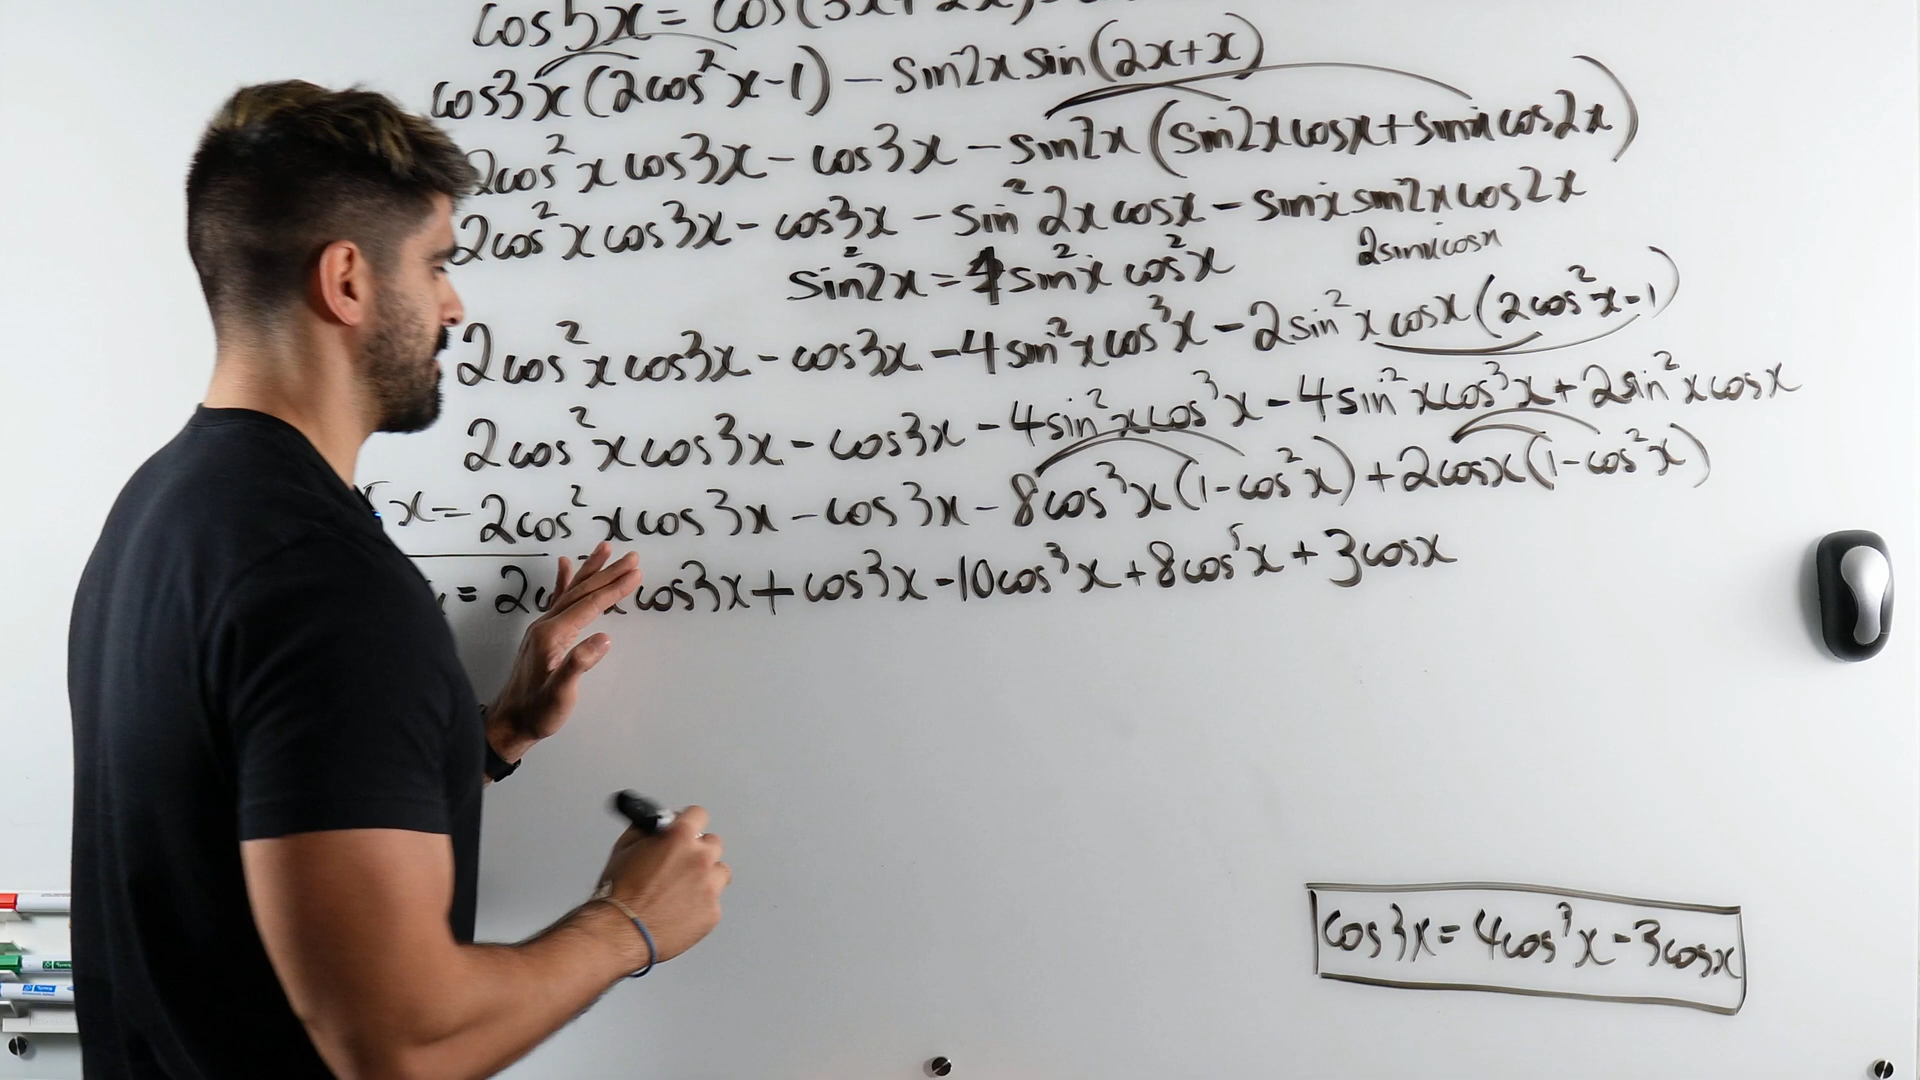 cos5x = cos(3x+2x)
cos3x(2cos²x-1) - sin2x sin(2x+x)
2cos²x cos3x - cos3x - sin2x(sin2x cosx + sinx cos2x)
2cos²x cos3x - cos3x - sin²2x cosx - sinx sin2x cos2x
2sinx cosx
sin²2x = 4sin²x cos²x
2cos²x cos3x - cos3x - 4sin²x cos³x - 2sin²x cosx(2cos²x-1)
2cos²x cos3x - cos3x - 4sin²x cos³x - 4sin²x cos³x + 2sin²x cosx
x = 2cos²x cos3x - cos3x - 8cos³x(1-cos²x) + 2cosx(1-cos²x)
= 2c x cos3x + cos3x - 10cos³x + 8cos⁵x + 3cosx
cos3x = 4cos³x - 3cosx